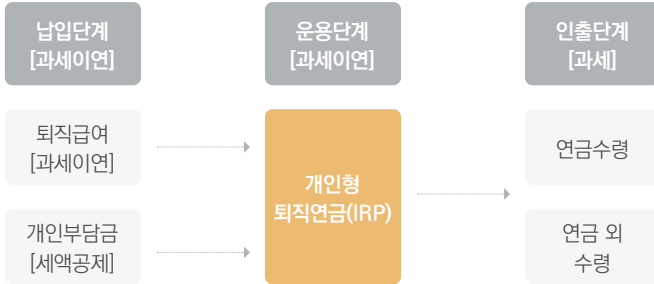 납입단계
[과세이연]
운용단계
[과세이연]
인출단계
[과세]
퇴직급여
[과세이연]
개인부담금
[세액공제]
개인형
퇴직연금(IRP)
연금수령
연금 외
수령